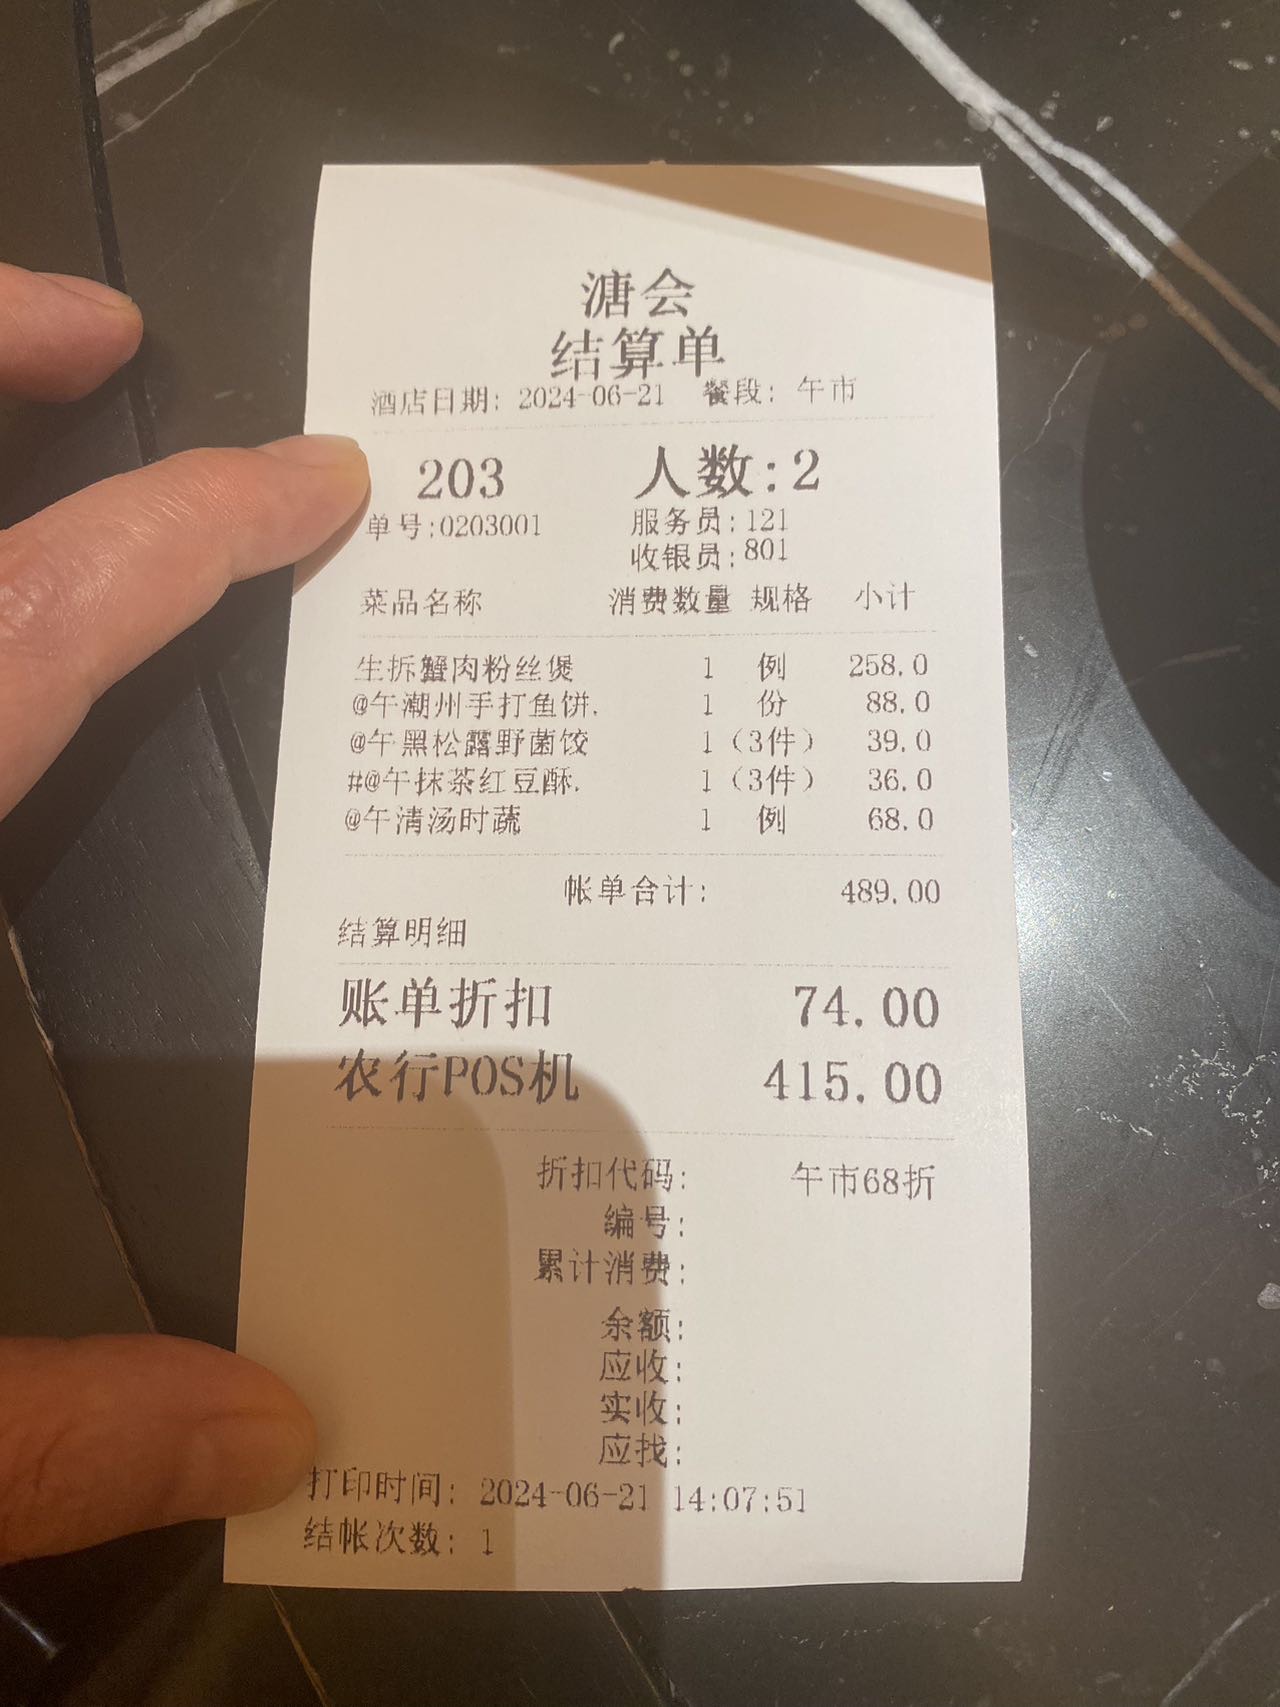 溏会
结算单
酒店日期: 2024-06-21 餐段: 午市
203 人数:2
单号:0203001 服务员:121
收银员:801
菜品名称 消费数量 规格 小计
生拆蟹肉粉丝煲 1 例 258.0
@午潮州手打鱼饼. 1 份 88.0
@午黑松露野菌饺 1 (3件) 39.0
#@午抹茶红豆酥. 1 (3件) 36.0
@午清汤时蔬 1 例 68.0
帐单合计: 489.00
结算明细
账单折扣 74.00
农行POS机 415.00
折扣代码: 午市68折
编号:
累计消费:
余额:
应收:
实收:
应找:
打印时间: 2024-06-21 14:07:51
结帐次数: 1